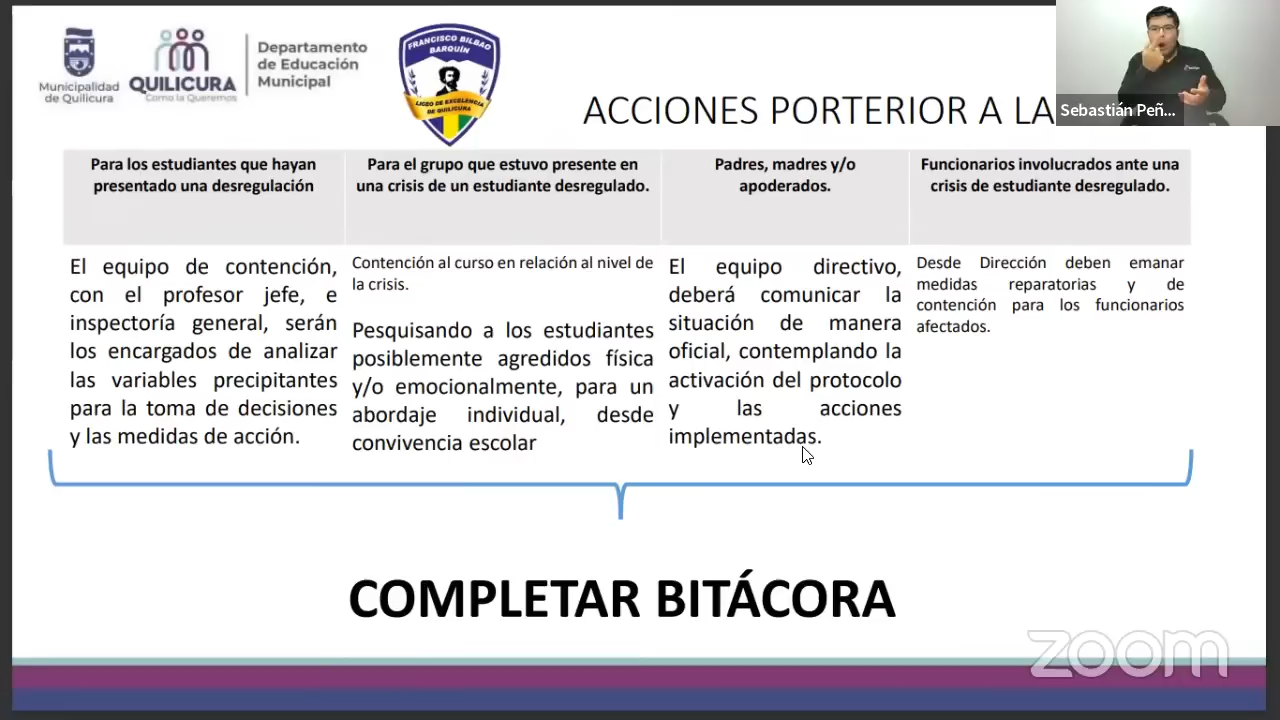 Municipalidad
de Quilicura
QUILICURA
Como la Queremos
Departamento
de Educación
Municipal
FRANCISCO BILBAO
BARQUÍN
LICEO DE EXCELENCIA
DE QUILICURA
ACCIONES PORTERIOR A LA
Sebastián Peñ...
Para los estudiantes que hayan
presentado una desregulación
Para el grupo que estuvo presente en
una crisis de un estudiante desregulado.
Padres, madres y/o
apoderados.
Funcionarios involucrados ante una
crisis de estudiante desregulado.
El equipo de contención,
con el profesor jefe, e
inspectoría general, serán
los encargados de analizar
las variables precipitantes
para la toma de decisiones
y las medidas de acción.
Contención al curso en relación al nivel de
la crisis.
Pesquisando a los estudiantes
posiblemente agredidos física
y/o emocionalmente, para un
abordaje individual, desde
convivencia escolar
El equipo directivo,
deberá comunicar la
situación de manera
oficial, contemplando la
activación del protocolo
y las acciones
implementadas.
Desde Dirección deben emanar
medidas reparatorias y de
contención para los funcionarios
afectados.
COMPLETAR BITÁCORA
zoom